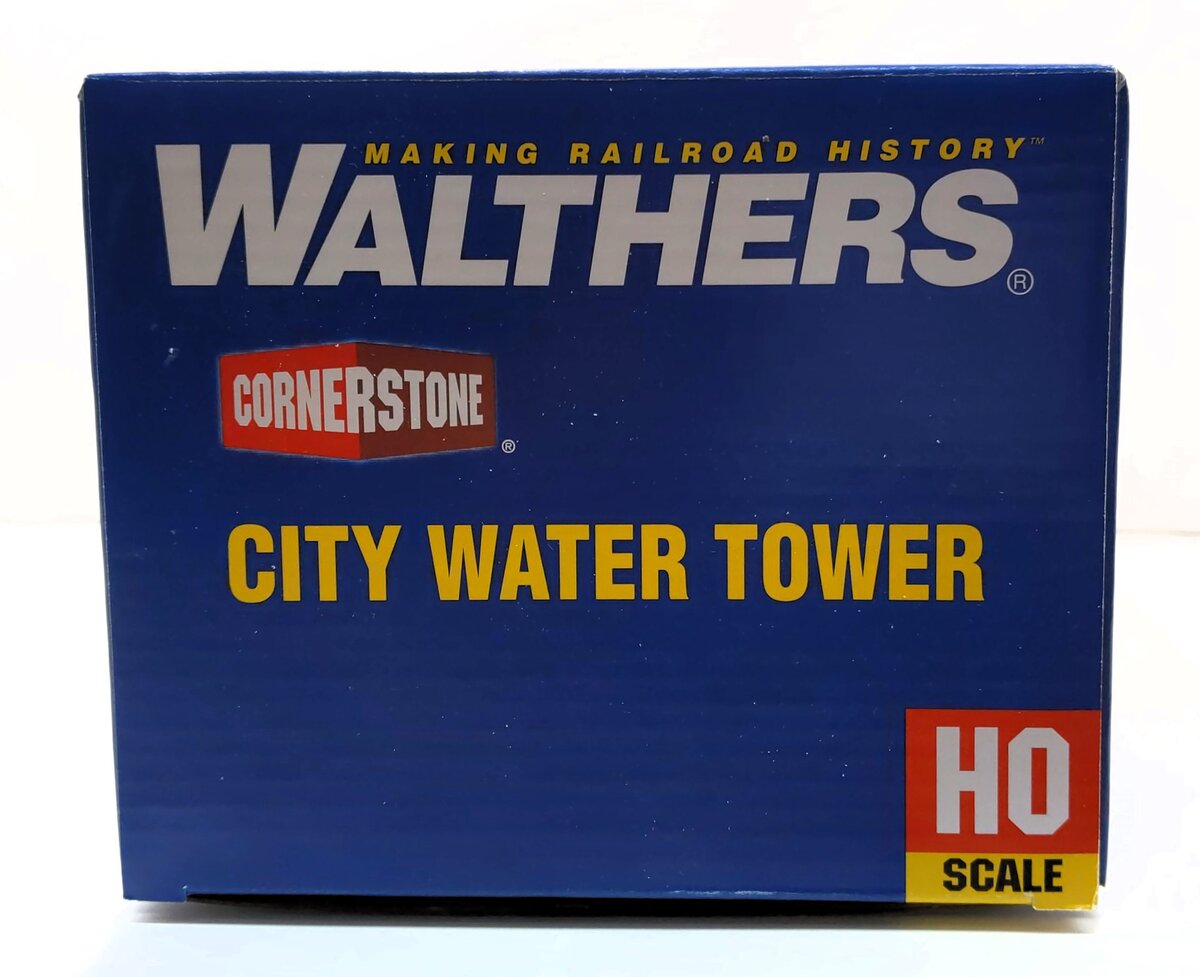 MAKING RAILROAD HISTORY™
WALTHERS®
CORNERSTONE®
CITY WATER TOWER
HO
SCALE